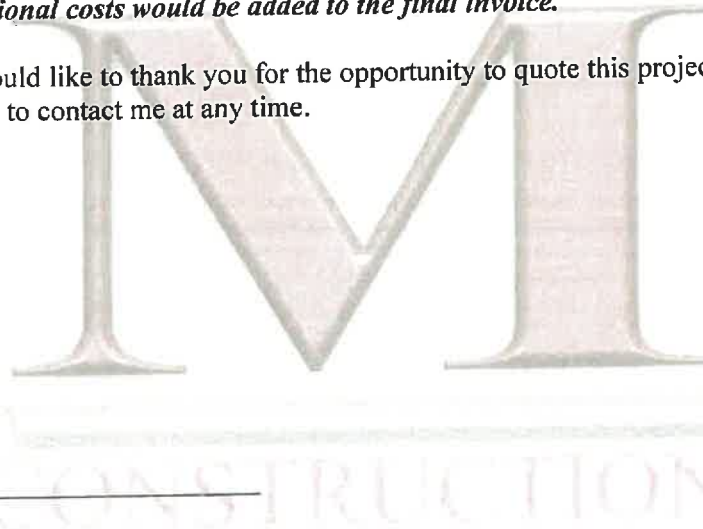 ional costs would be added to the final invoice.
ould like to thank you for the opportunity to quote this projec
to contact me at any time.
M
CONSTRUCTION